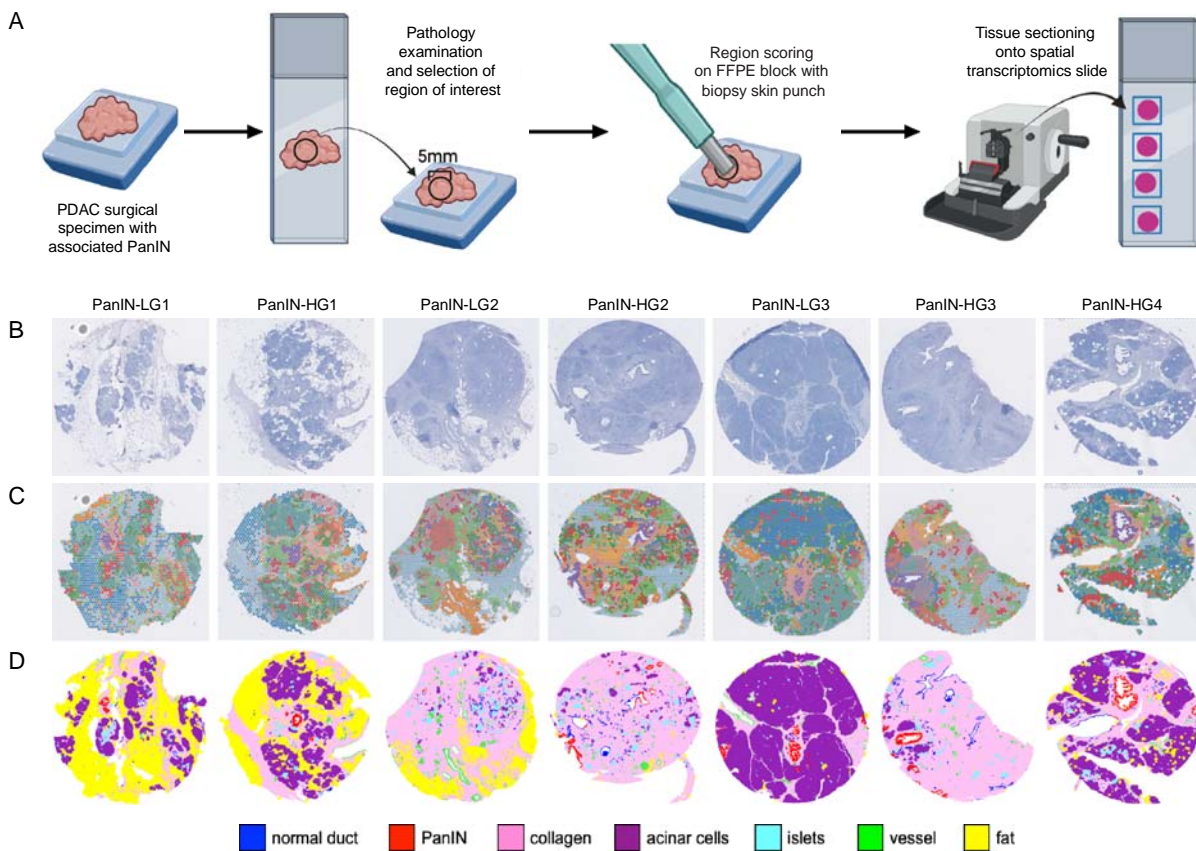 A
PDAC surgical
specimen with
associated PanIN
Pathology
examination
and selection of
region of interest
5mm
Region scoring
on FFPE block with
biopsy skin punch
Tissue sectioning
onto spatial
transcriptomics slide
PanIN-LG1 PanIN-HG1 PanIN-LG2 PanIN-HG2 PanIN-LG3 PanIN-HG3 PanIN-HG4
B
C
D
normal duct PanIN collagen acinar cells islets vessel fat